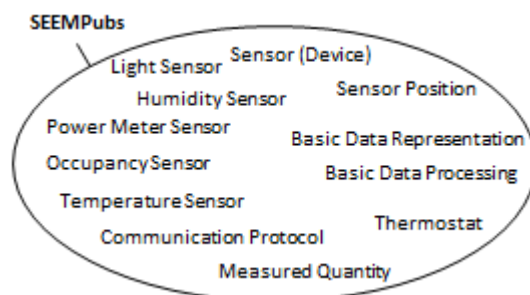 SEEMPubs
Sensor (Device)
Light Sensor
Sensor Position
Humidity Sensor
Power Meter Sensor
Basic Data Representation
Occupancy Sensor
Basic Data Processing
Temperature Sensor
Thermostat
Communication Protocol
Measured Quantity